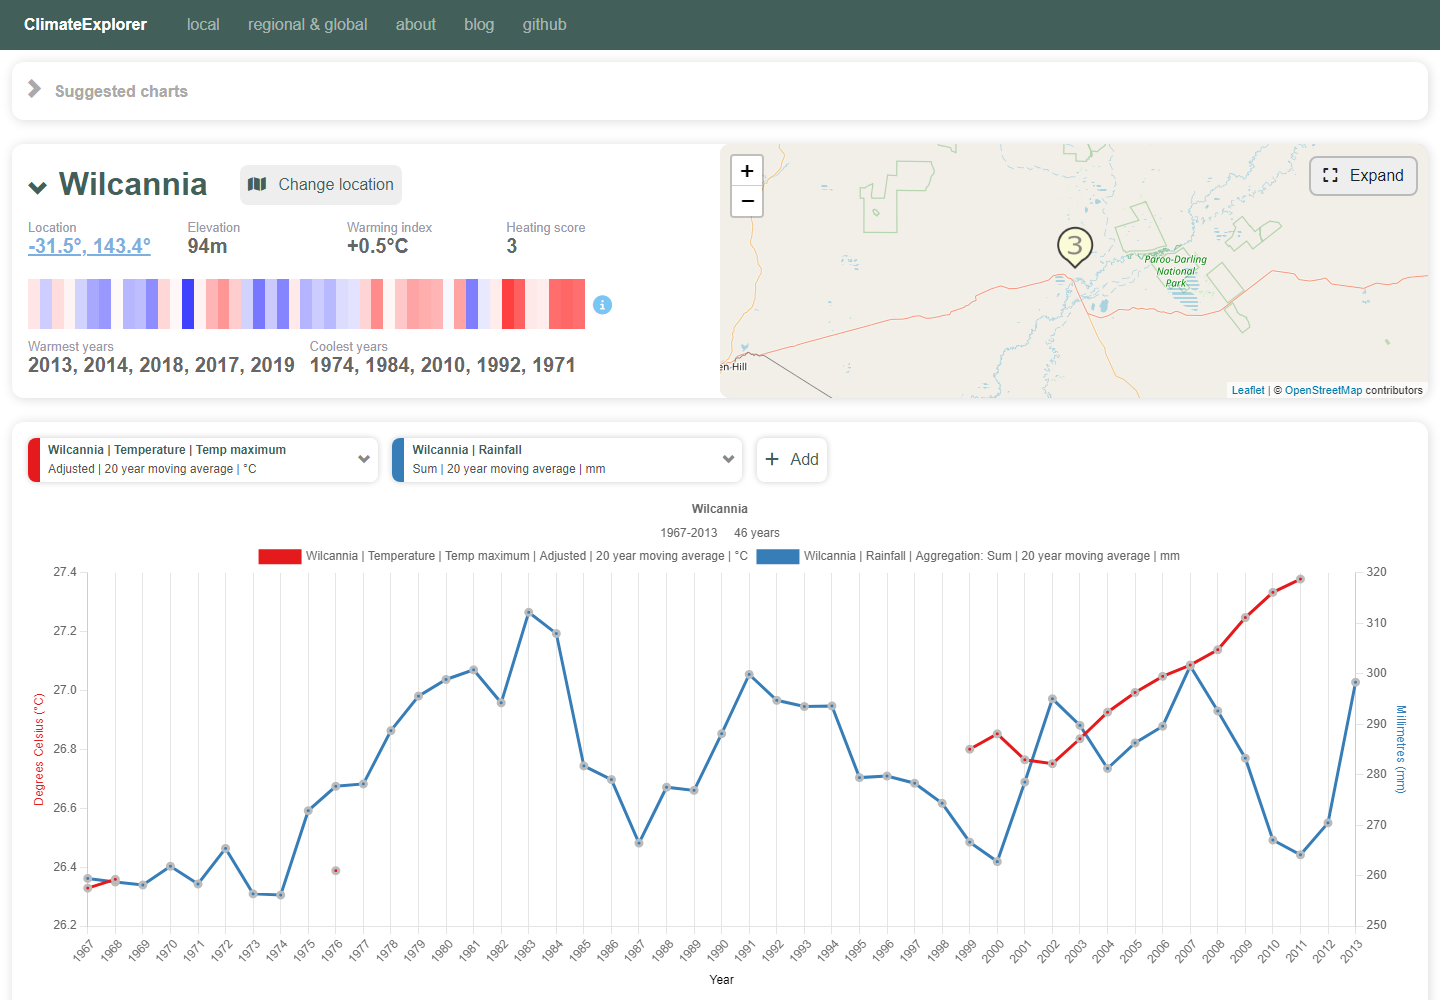 ClimateExplorer local regional & global about blog github
Suggested charts
Wilcannia Change location
Location Elevation Warming index Heating score
-31.5°, 143.4° 94m +0.5°C 3
i
Warmest years Coolest years
2013, 2014, 2018, 2017, 2019 1974, 1984, 2010, 1992, 1971
+
−
Expand
3
Paroo-Darling
National
Park
en-Hill
Leaflet | © OpenStreetMap contributors
Wilcannia | Temperature | Temp maximum
Adjusted | 20 year moving average | °C
Wilcannia | Rainfall
Sum | 20 year moving average | mm
+ Add
Wilcannia
1967-2013 46 years
Wilcannia | Temperature | Temp maximum | Adjusted | 20 year moving average | °C Wilcannia | Rainfall | Aggregation: Sum | 20 year moving average | mm
Degrees Celsius (°C)
27.4
27.2
27.0
26.8
26.6
26.4
26.2
320
310
300
290
280
270
260
250
Millimetres (mm)
1967 1968 1969 1970 1971 1972 1973 1974 1975 1976 1977 1978 1979 1980 1981 1982 1983 1984 1985 1986 1987 1988 1989 1990 1991 1992 1993 1994 1995 1996 1997 1998 1999 2000 2001 2002 2003 2004 2005 2006 2007 2008 2009 2010 2011 2012 2013
Year